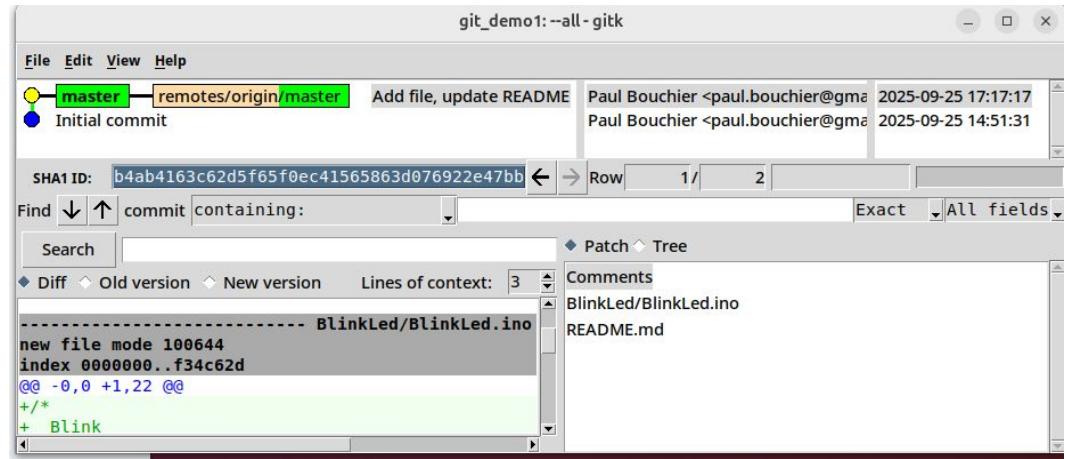 git_demo1: --all - gitk
File Edit View Help
master remotes/origin/master Add file, update README Paul Bouchier <paul.bouchier@gma 2025-09-25 17:17:17
Initial commit Paul Bouchier <paul.bouchier@gma 2025-09-25 14:51:31
SHA1 ID: b4ab4163c62d5f65f0ec41565863d076922e47bb ← → Row 1/ 2
Find ↓ ↑ commit containing: Exact All fields
Search Patch Tree
Diff Old version New version Lines of context: 3 Comments
BlinkLed/BlinkLed.ino
---------------------------- BlinkLed/BlinkLed.ino
README.md
new file mode 100644
index 0000000..f34c62d
@@ -0,0 +1,22 @@
+/*
+  Blink